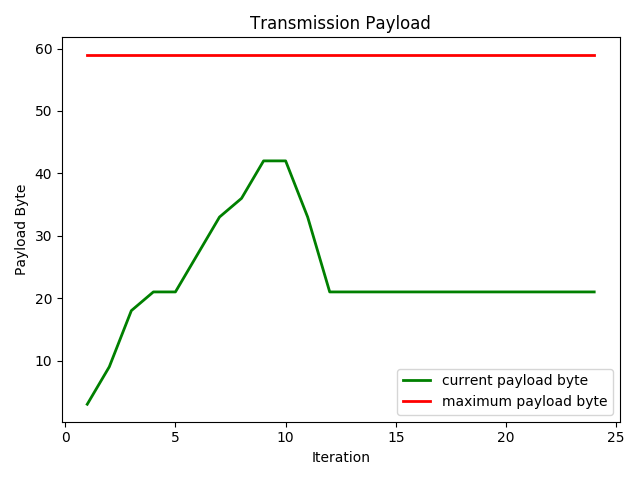 Transmission Payload
60
50
40
30
20
10
Payload Byte
current payload byte
maximum payload byte
0 5 10 15 20 25
Iteration